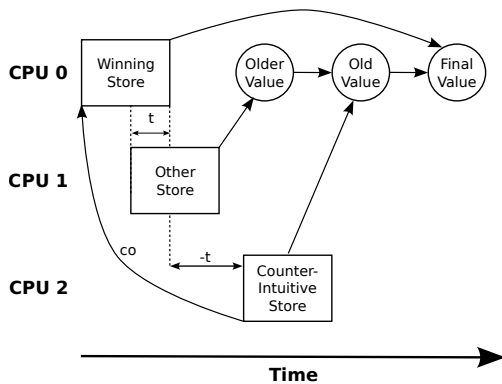 CPU 0
Winning
Store
Older
Value
Old
Value
Final
Value
t
CPU 1
Other
Store
co
-t
CPU 2
Counter-
Intuitive
Store
Time